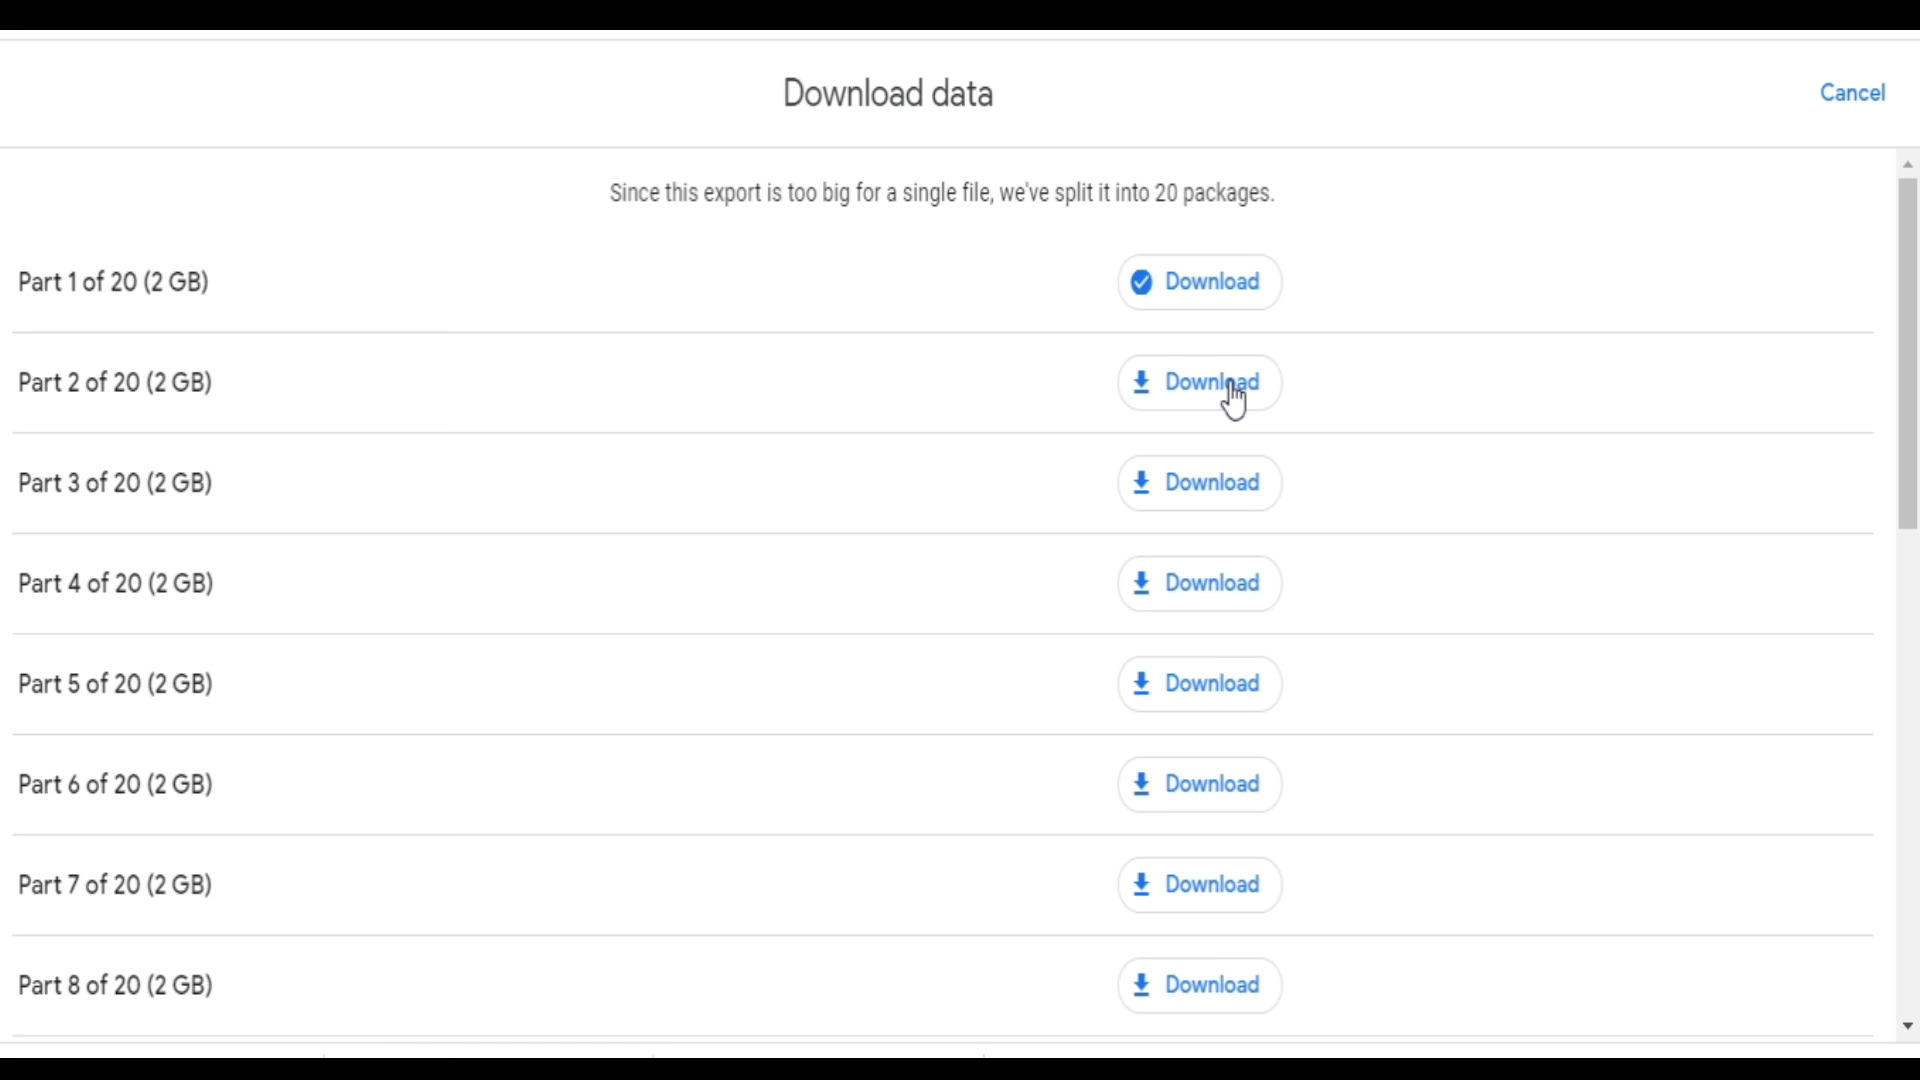 Download data
Cancel
Since this export is too big for a single file, we've split it into 20 packages.
Part 1 of 20 (2 GB)
Download
Part 2 of 20 (2 GB)
Download
Part 3 of 20 (2 GB)
Download
Part 4 of 20 (2 GB)
Download
Part 5 of 20 (2 GB)
Download
Part 6 of 20 (2 GB)
Download
Part 7 of 20 (2 GB)
Download
Part 8 of 20 (2 GB)
Download